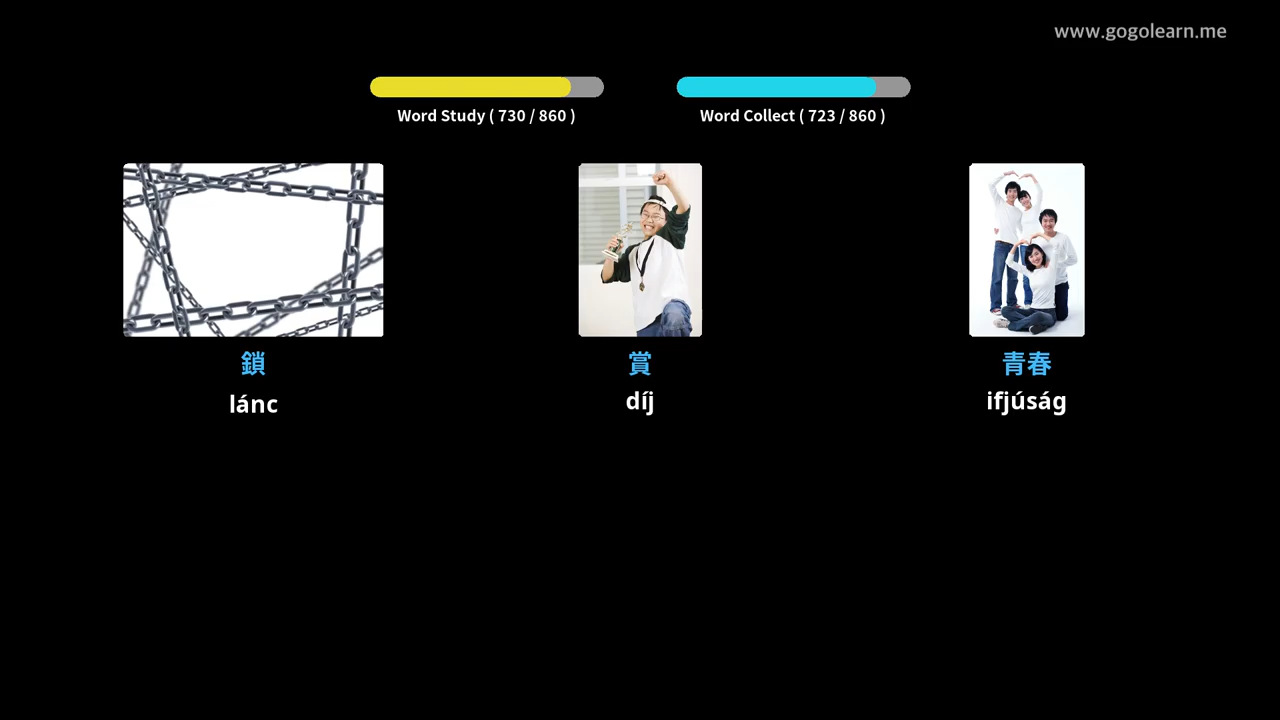 www.gogolearn.me
Word Study ( 730 / 860 )
Word Collect ( 723 / 860 )
鎖
賞
青春
lánc
díj
ifjúság